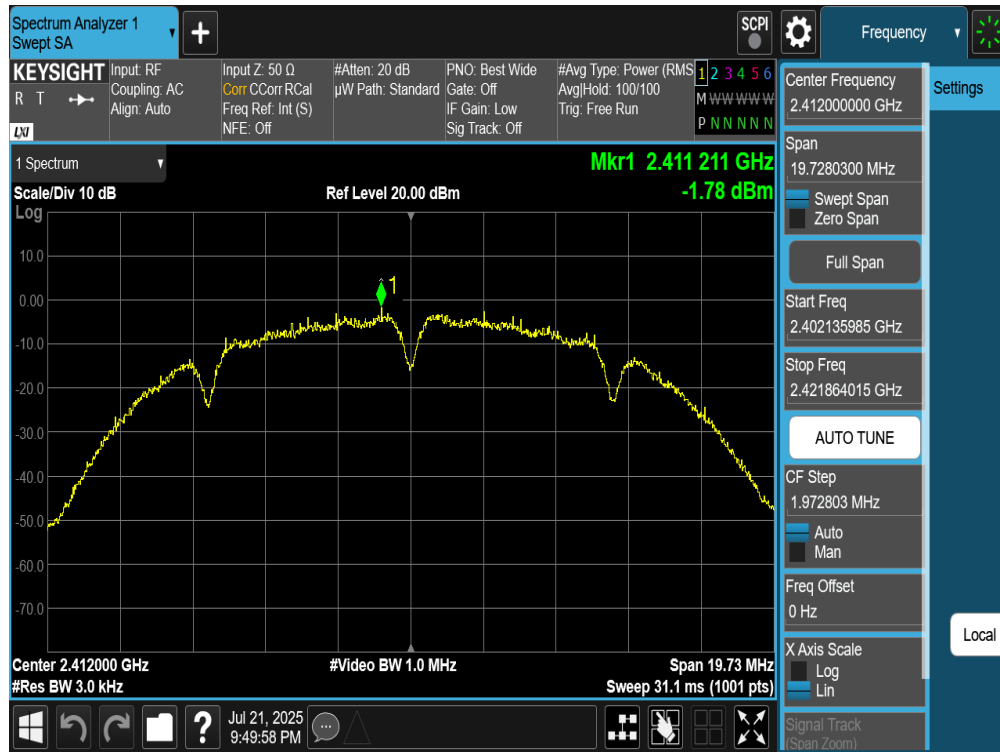 Spectrum Analyzer 1
Swept SA
+
SCPI
Frequency
KEYSIGHT
R T
LXI
Input: RF
Coupling: AC
Align: Auto
Input Z: 50 Ω
Corr CCorr RCal
Freq Ref: Int (S)
NFE: Off
#Atten: 20 dB
µW Path: Standard
PNO: Best Wide
Gate: Off
IF Gain: Low
Sig Track: Off
#Avg Type: Power (RMS
Avg|Hold: 100/100
Trig: Free Run
1 2 3 4 5 6
M W W W W W
P N N N N N
1 Spectrum
Mkr1 2.411 211 GHz
-1.78 dBm
Scale/Div 10 dB
Ref Level 20.00 dBm
Log
10.0
0.00
-10.0
-20.0
-30.0
-40.0
-50.0
-60.0
-70.0
1
Center 2.412000 GHz
#Video BW 1.0 MHz
Span 19.73 MHz
#Res BW 3.0 kHz
Sweep 31.1 ms (1001 pts)
Center Frequency
2.412000000 GHz
Span
19.7280300 MHz
Swept Span
Zero Span
Full Span
Start Freq
2.402135985 GHz
Stop Freq
2.421864015 GHz
AUTO TUNE
CF Step
1.972803 MHz
Auto
Man
Freq Offset
0 Hz
X Axis Scale
Log
Lin
Signal Track
(Span Zoom)
Settings
Local
?
Jul 21, 2025
9:49:58 PM